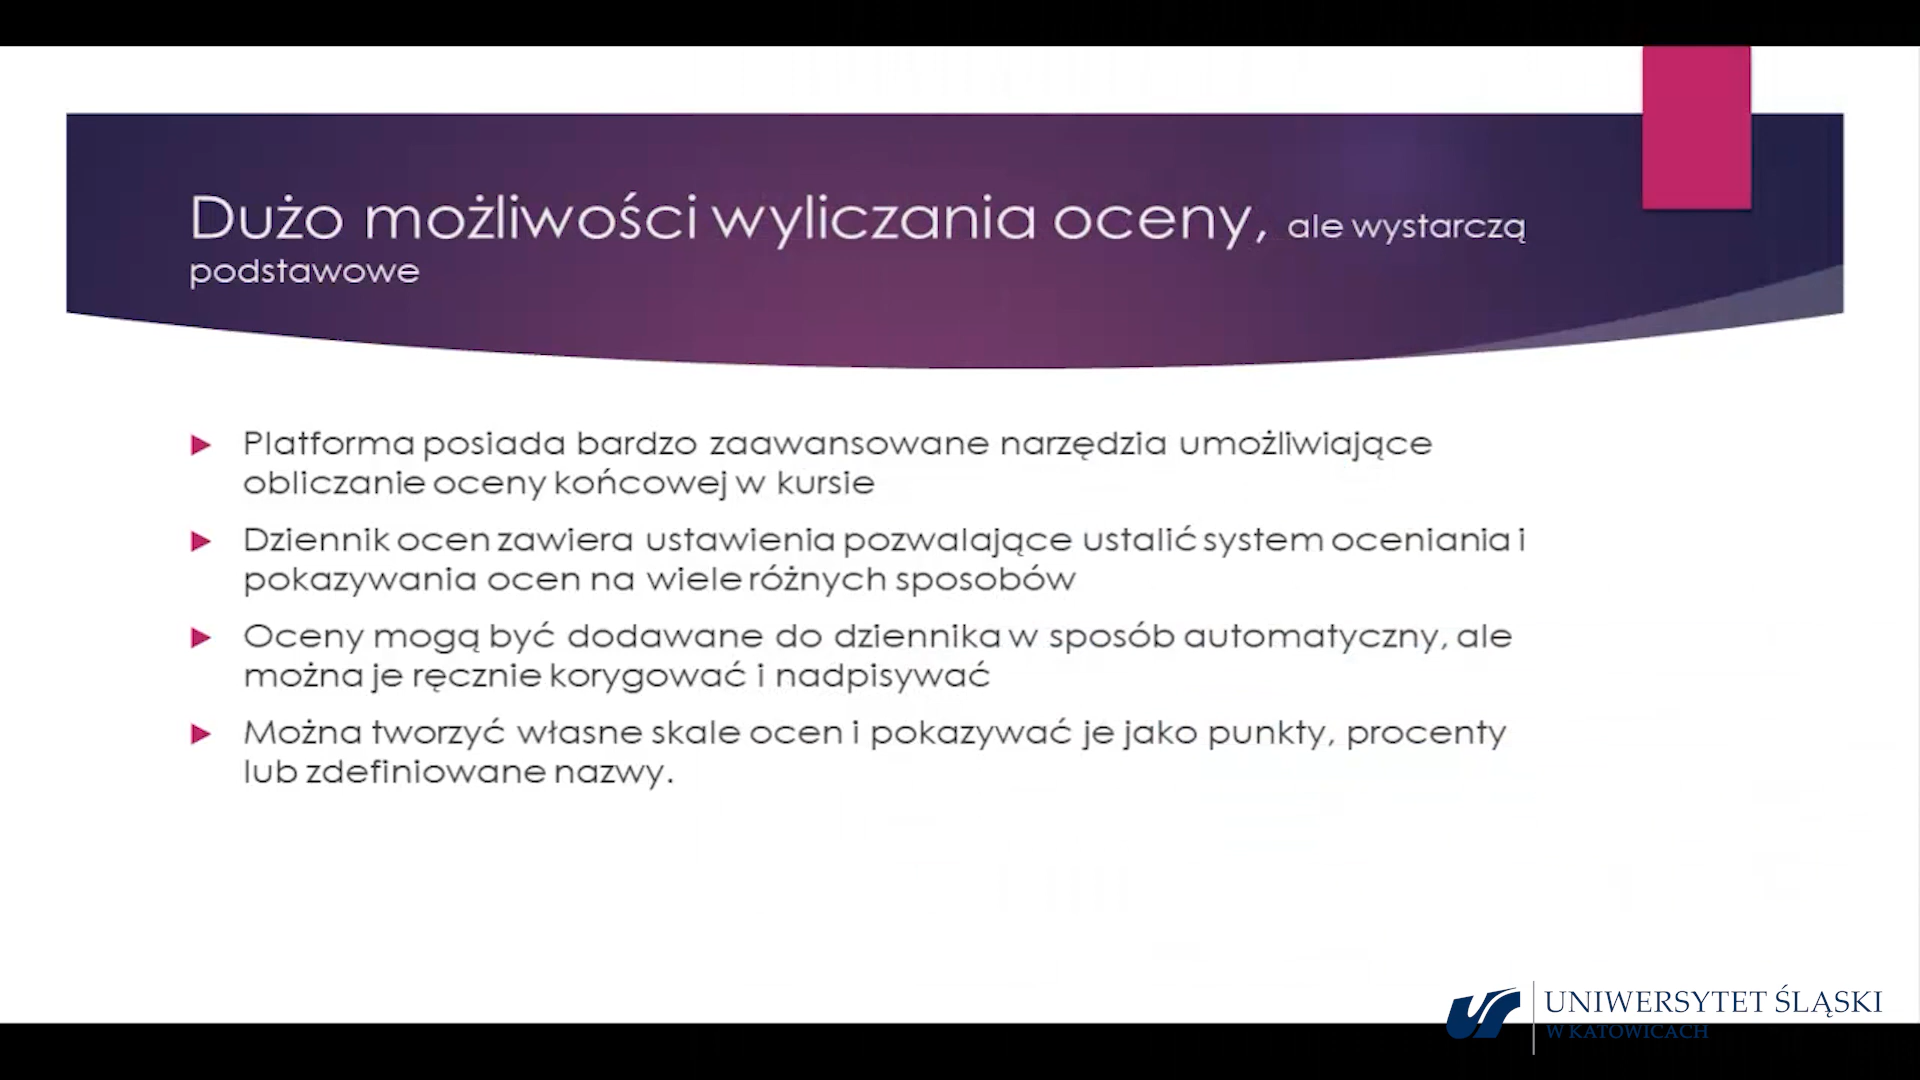 Dużo możliwości wyliczania oceny, ale wystarczą
podstawowe
Platforma posiada bardzo zaawansowane narzędzia umożliwiające
obliczanie oceny końcowej w kursie
Dziennik ocen zawiera ustawienia pozwalające ustalić system oceniania i
pokazywania ocen na wiele różnych sposobów
Oceny mogą być dodawane do dziennika w sposób automatyczny, ale
można je ręcznie korygować i nadpisywać
Można tworzyć własne skale ocen i pokazywać je jako punkty, procenty
lub zdefiniowane nazwy.
UNIWERSYTET ŚLĄSKI
W KATOWICACH